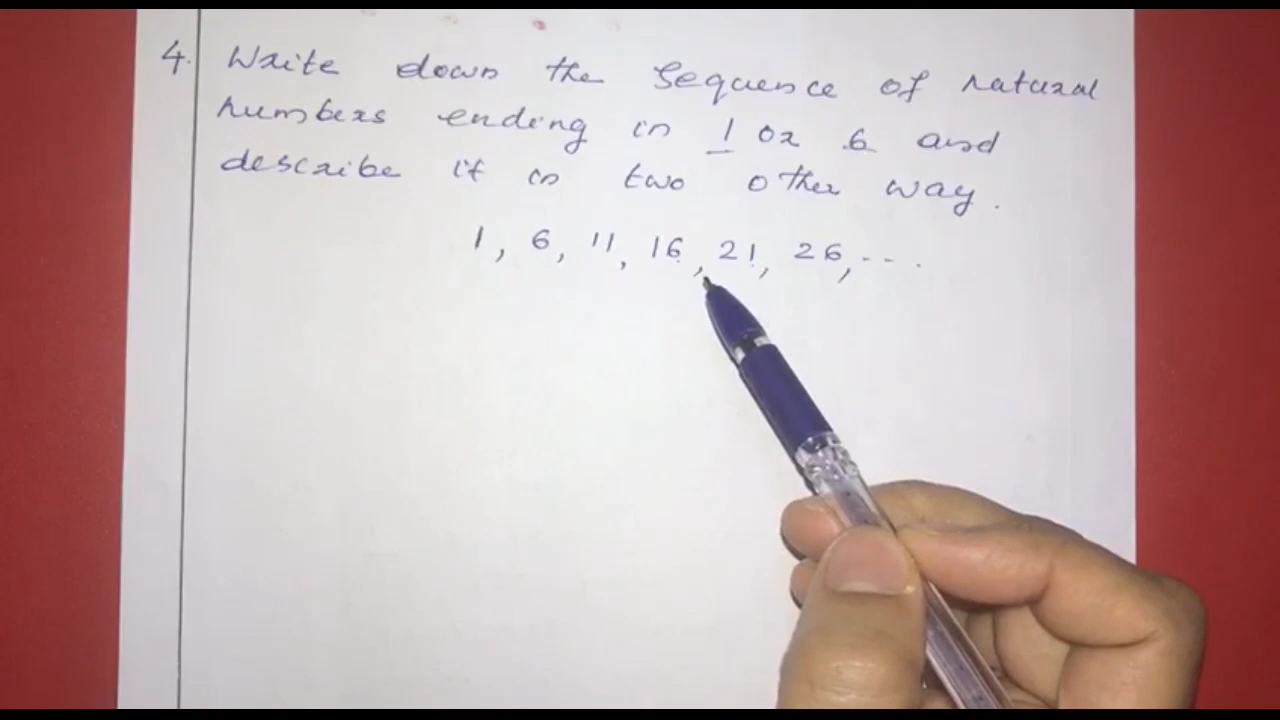 4. Write down the sequence of natural
numbers ending in 1 or 6 and
describe it in two other way.
1, 6, 11, 16, 21, 26, ...